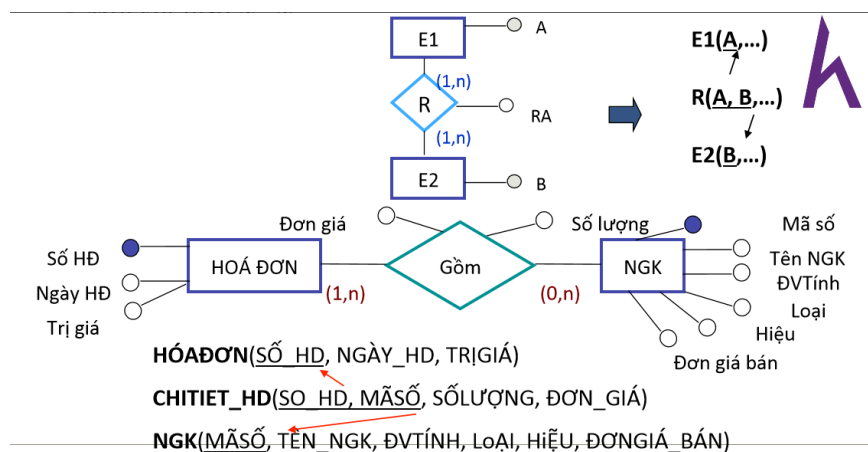 E1
A
(1,n)
R
RA
(1,n)
E2
B
E1(A,...)
R(A, B,...)
E2(B,...)
Đơn giá
Số lượng
Mã số
Số HĐ
HOÁ ĐƠN
Gồm
NGK
Tên NGK
Ngày HĐ
(1,n)
(0,n)
ĐVTính
Trị giá
Loại
Hiệu
Đơn giá bán
HÓAĐƠN(SỐ_HD, NGÀY_HD, TRỊGIÁ)
CHITIET_HD(SO_HD, MÃSỐ, SỐLƯỢNG, ĐƠN_GIÁ)
NGK(MÃSỐ, TÊN_NGK, ĐVTÍNH, LoẠI, HiỆU, ĐƠNGIÁ_BÁN)